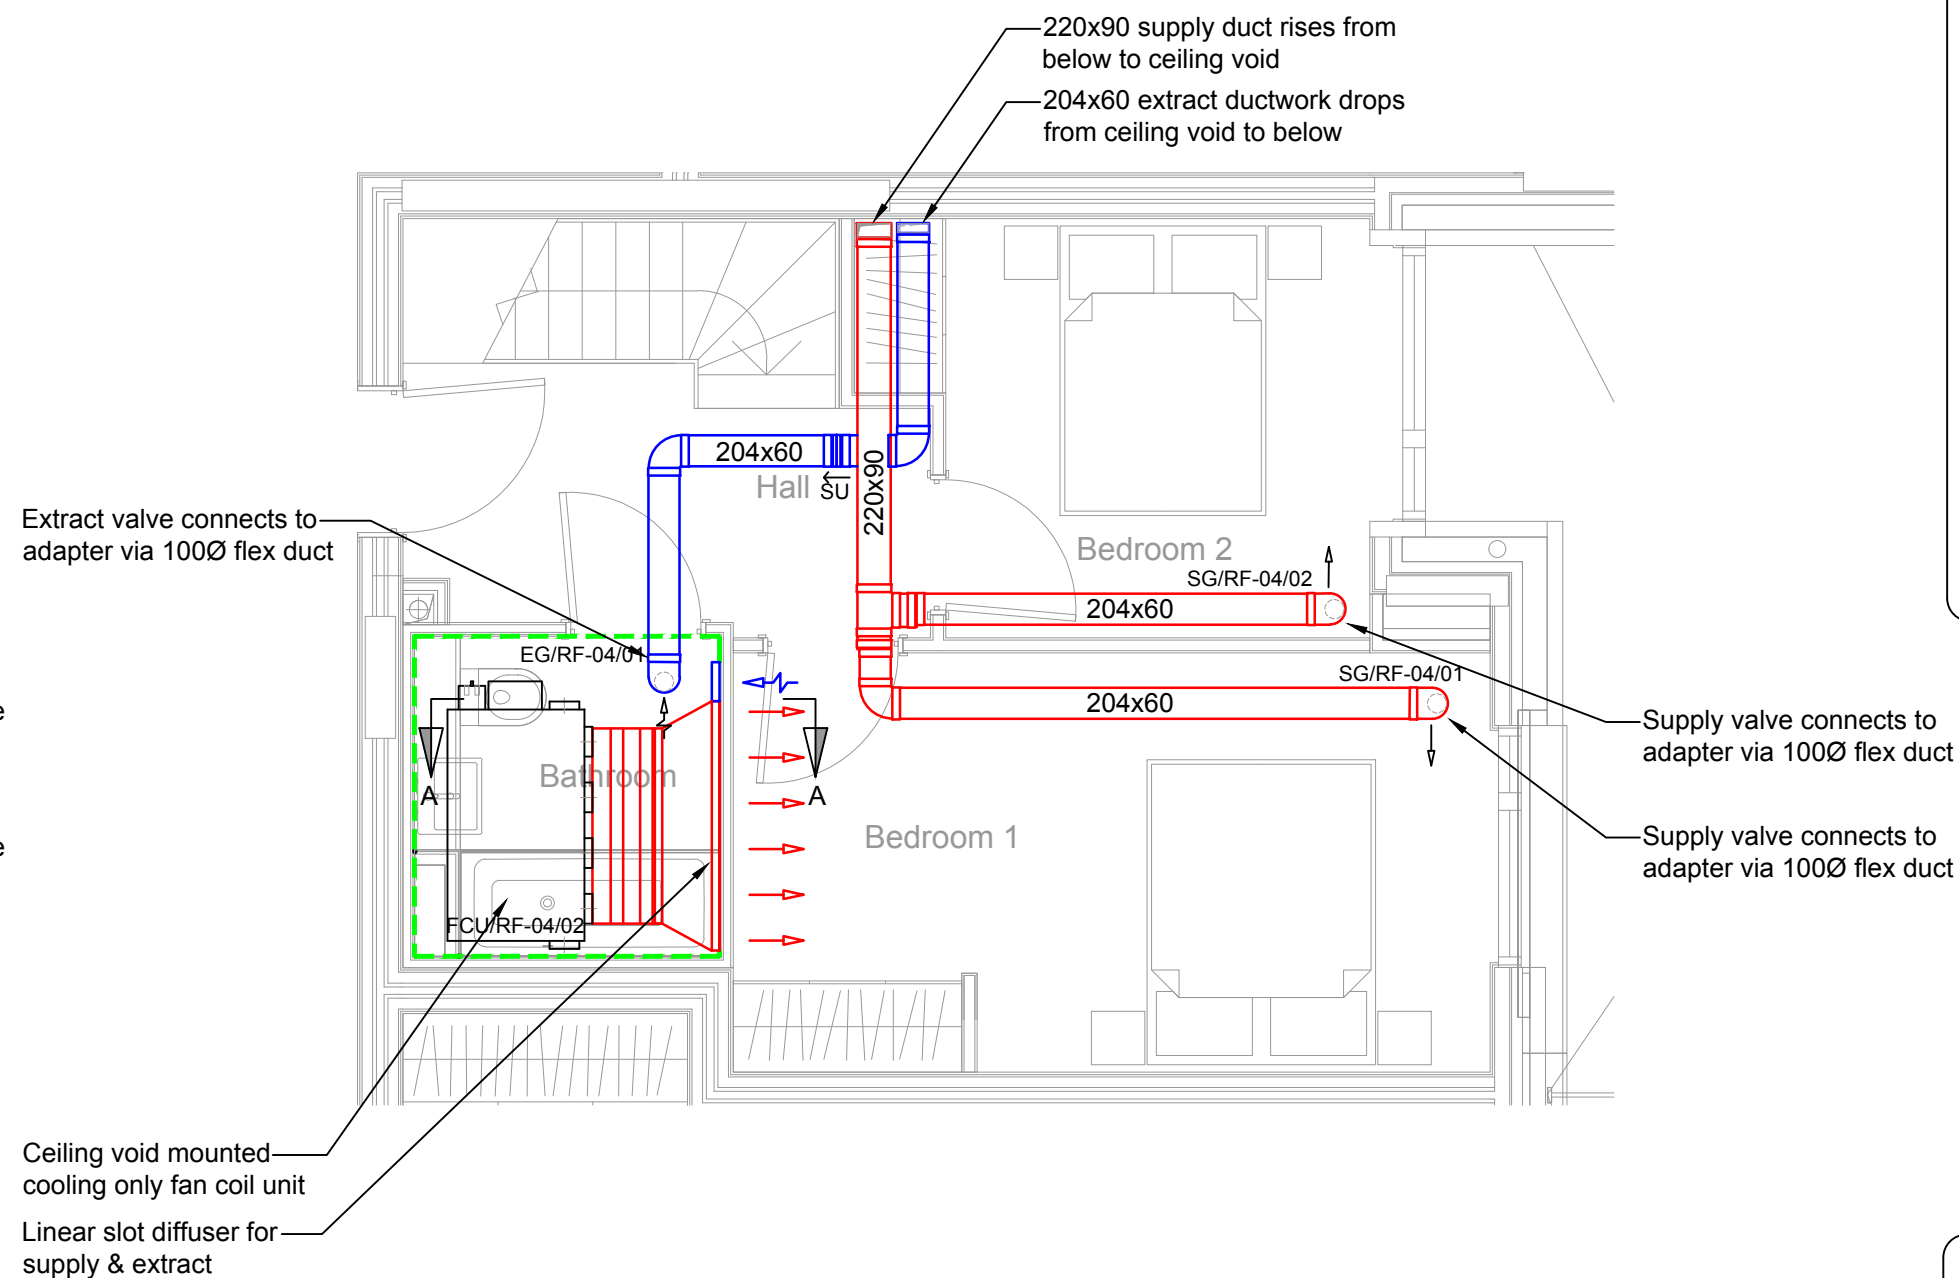 220x90 supply duct rises from
below to ceiling void
204x60 extract ductwork drops
from ceiling void to below
204x60
Hall
SU
220x90
Extract valve connects to
adapter via 100Ø flex duct
Bedroom 2
SG/RF-04/02
204x60
EG/RF-04/01
SG/RF-04/01
204x60
Supply valve connects to
adapter via 100Ø flex duct
Bathroom
A
A
Bedroom 1
Supply valve connects to
adapter via 100Ø flex duct
FCU/RF-04/02
Ceiling void mounted
cooling only fan coil unit
Linear slot diffuser for
supply & extract
e
e